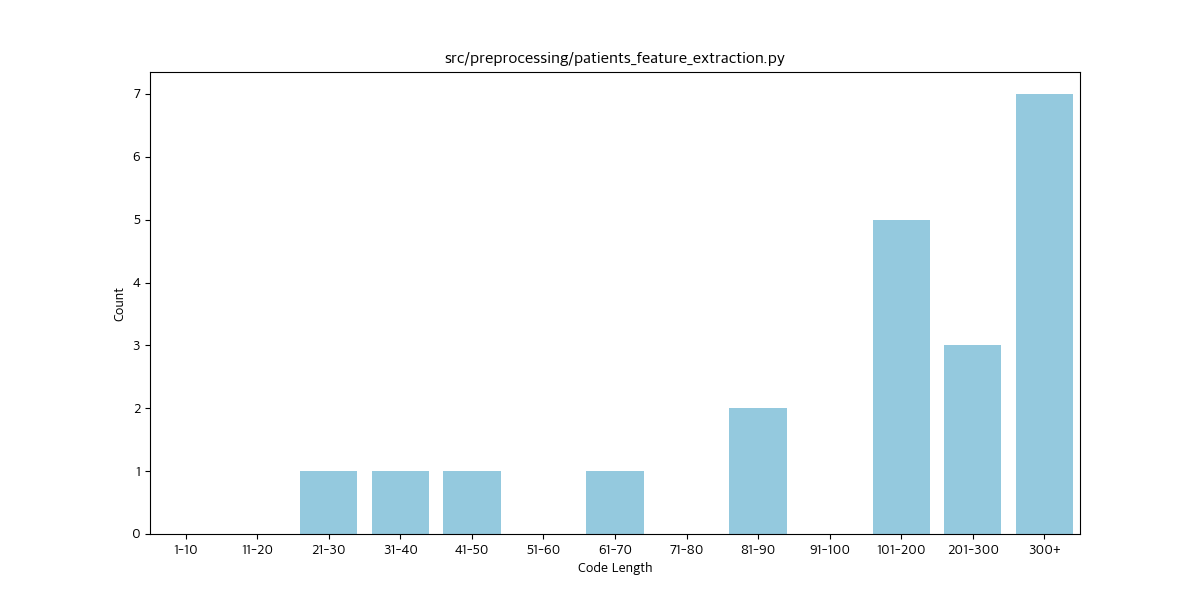 src/preprocessing/patients_feature_extraction.py
7
6
5
4
3
2
1
0
Count
1-10 11-20 21-30 31-40 41-50 51-60 61-70 71-80 81-90 91-100 101-200 201-300 300+
Code Length